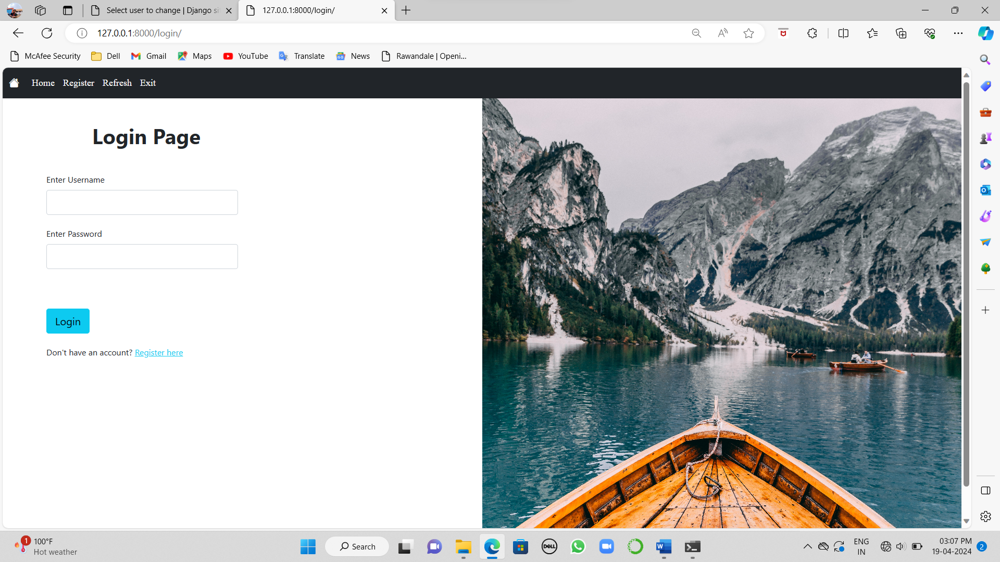 Select user to change | Django si
127.0.0.1:8000/login/
127.0.0.1:8000/login/
McAfee Security
Dell
Gmail
Maps
YouTube
Translate
News
Rawandale | Openi...
Home Register Refresh Exit
Login Page
Enter Username
Enter Password
Login
Don't have an account? Register here
1
100°F
Hot weather
Search
DELL
ENG
IN
03:07 PM
19-04-2024
2